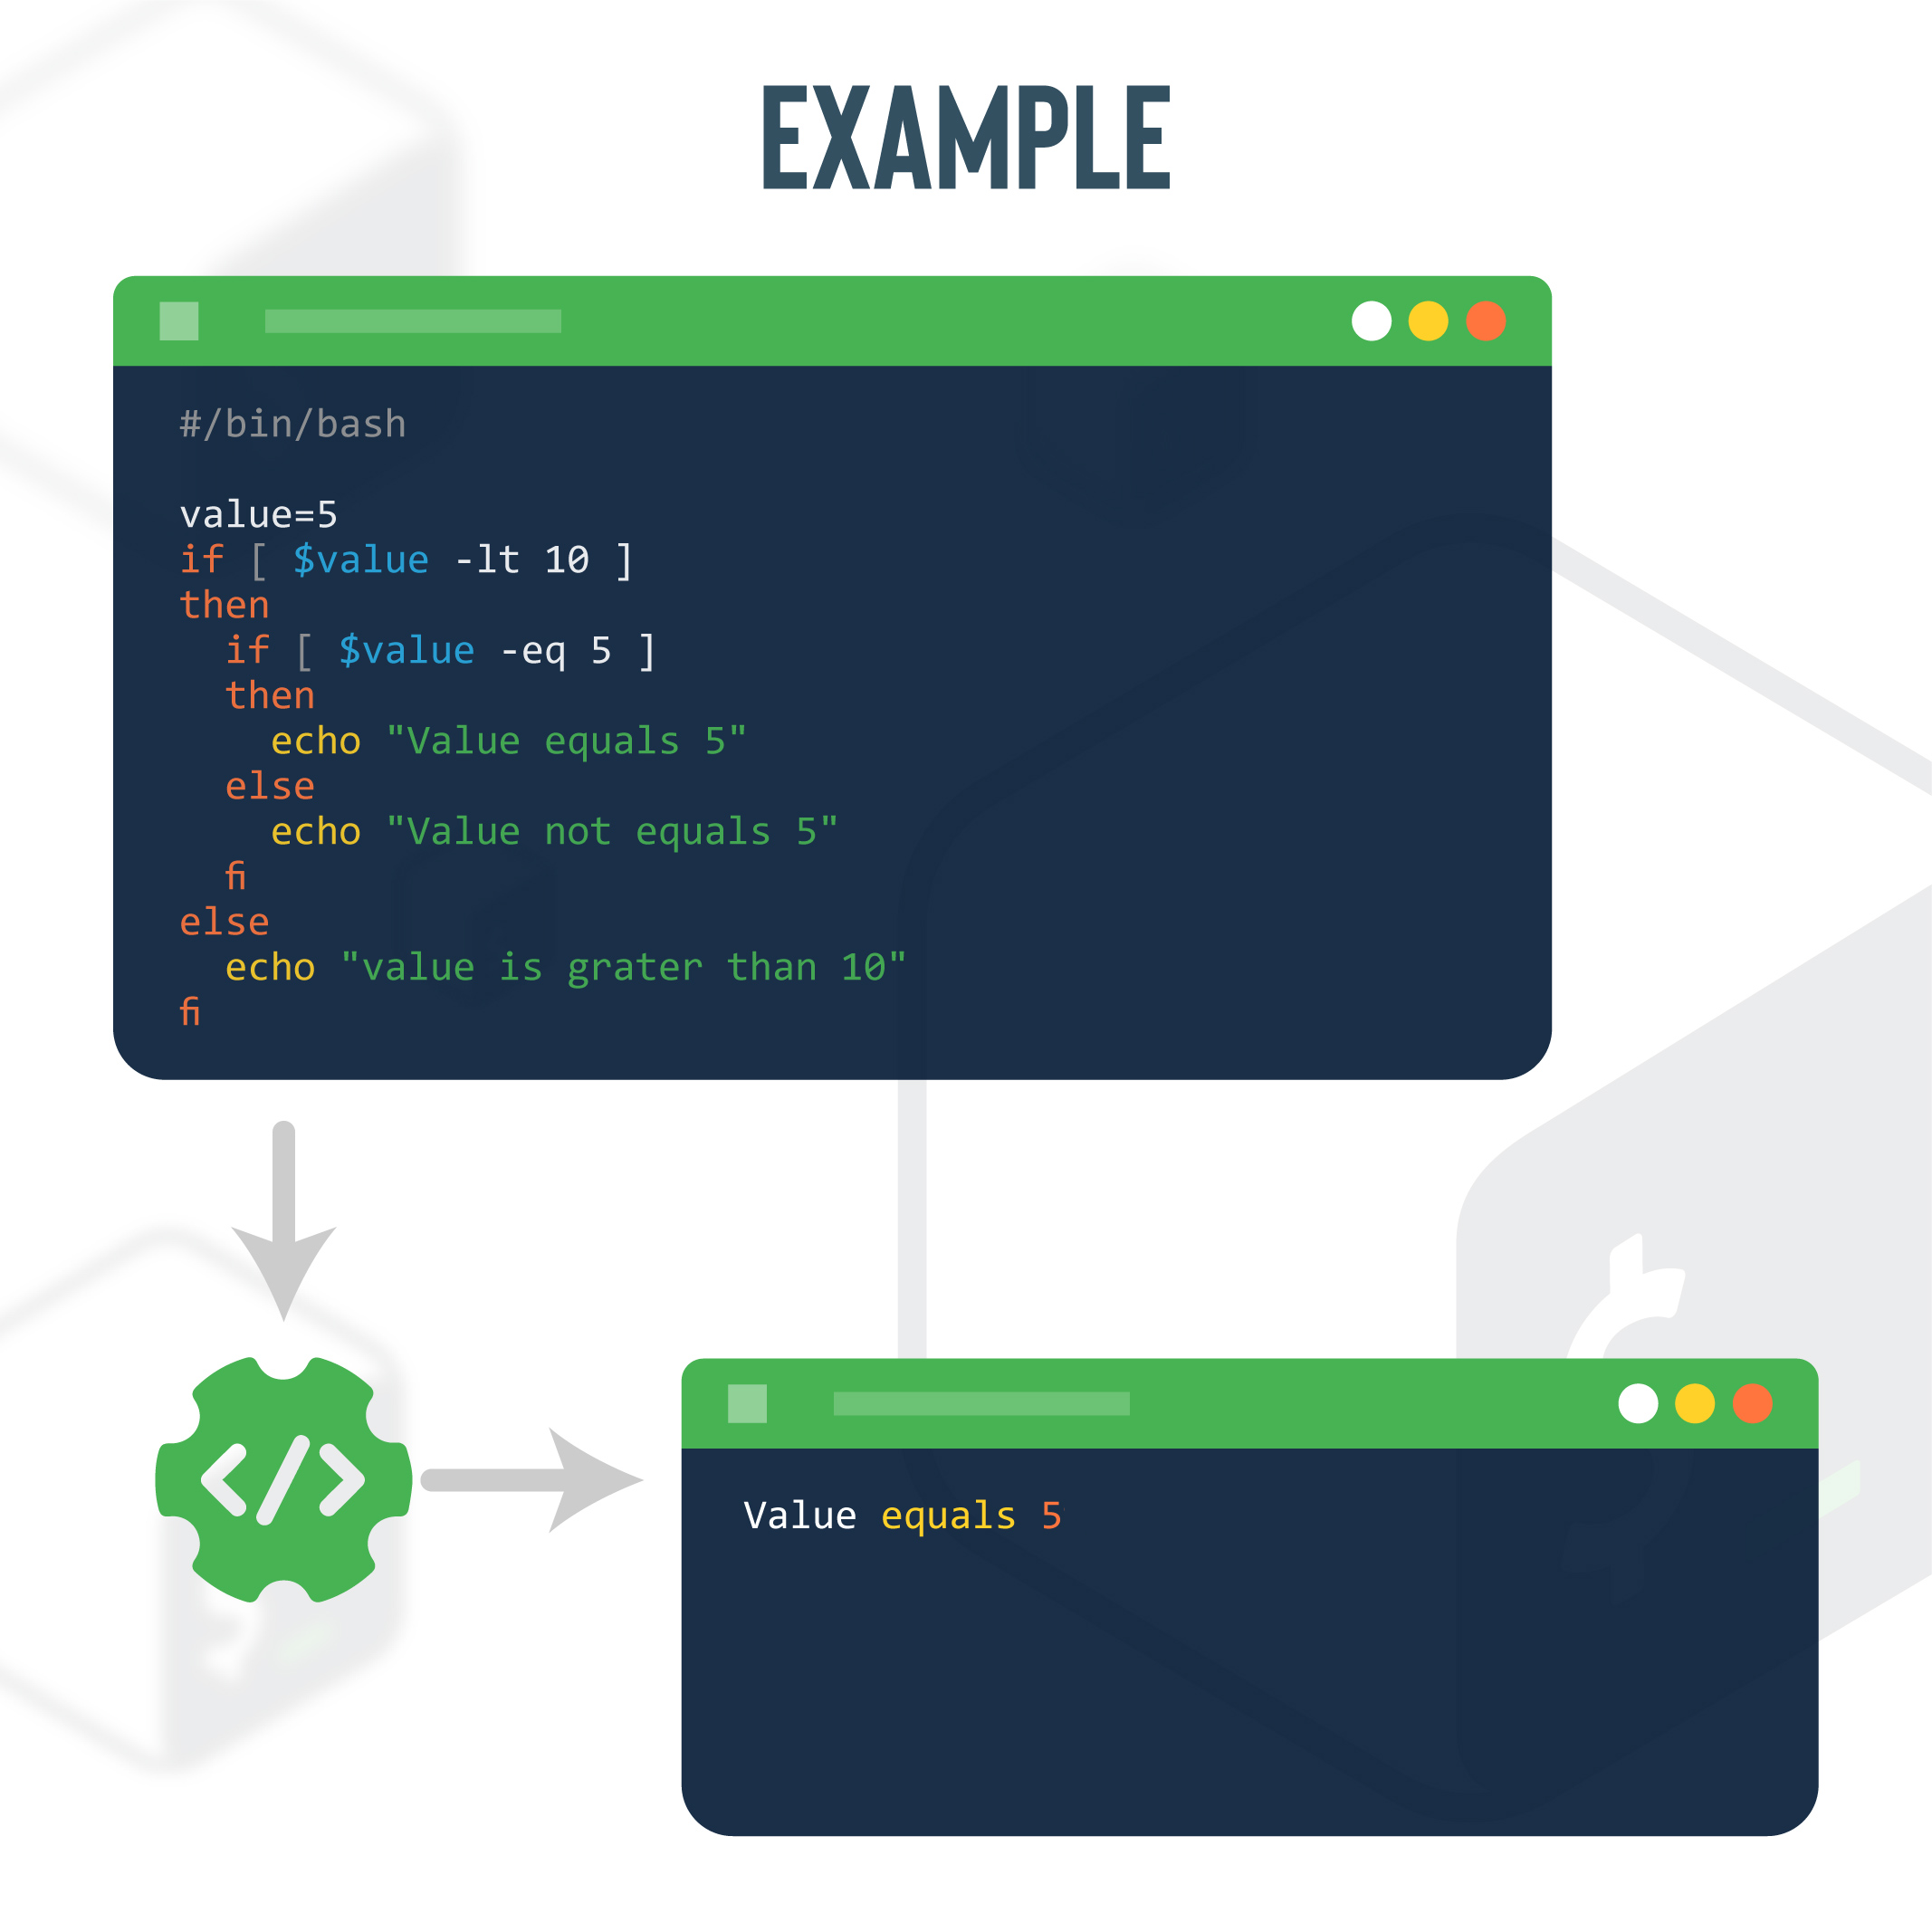 EXAMPLE
#/bin/bash
value=5
if [ $value -lt 10 ]
then
if [ $value -eq 5 ]
then
echo "Value equals 5"
else
echo "Value not equals 5"
fi
else
echo "value is grater than 10"
fi
Value equals 5